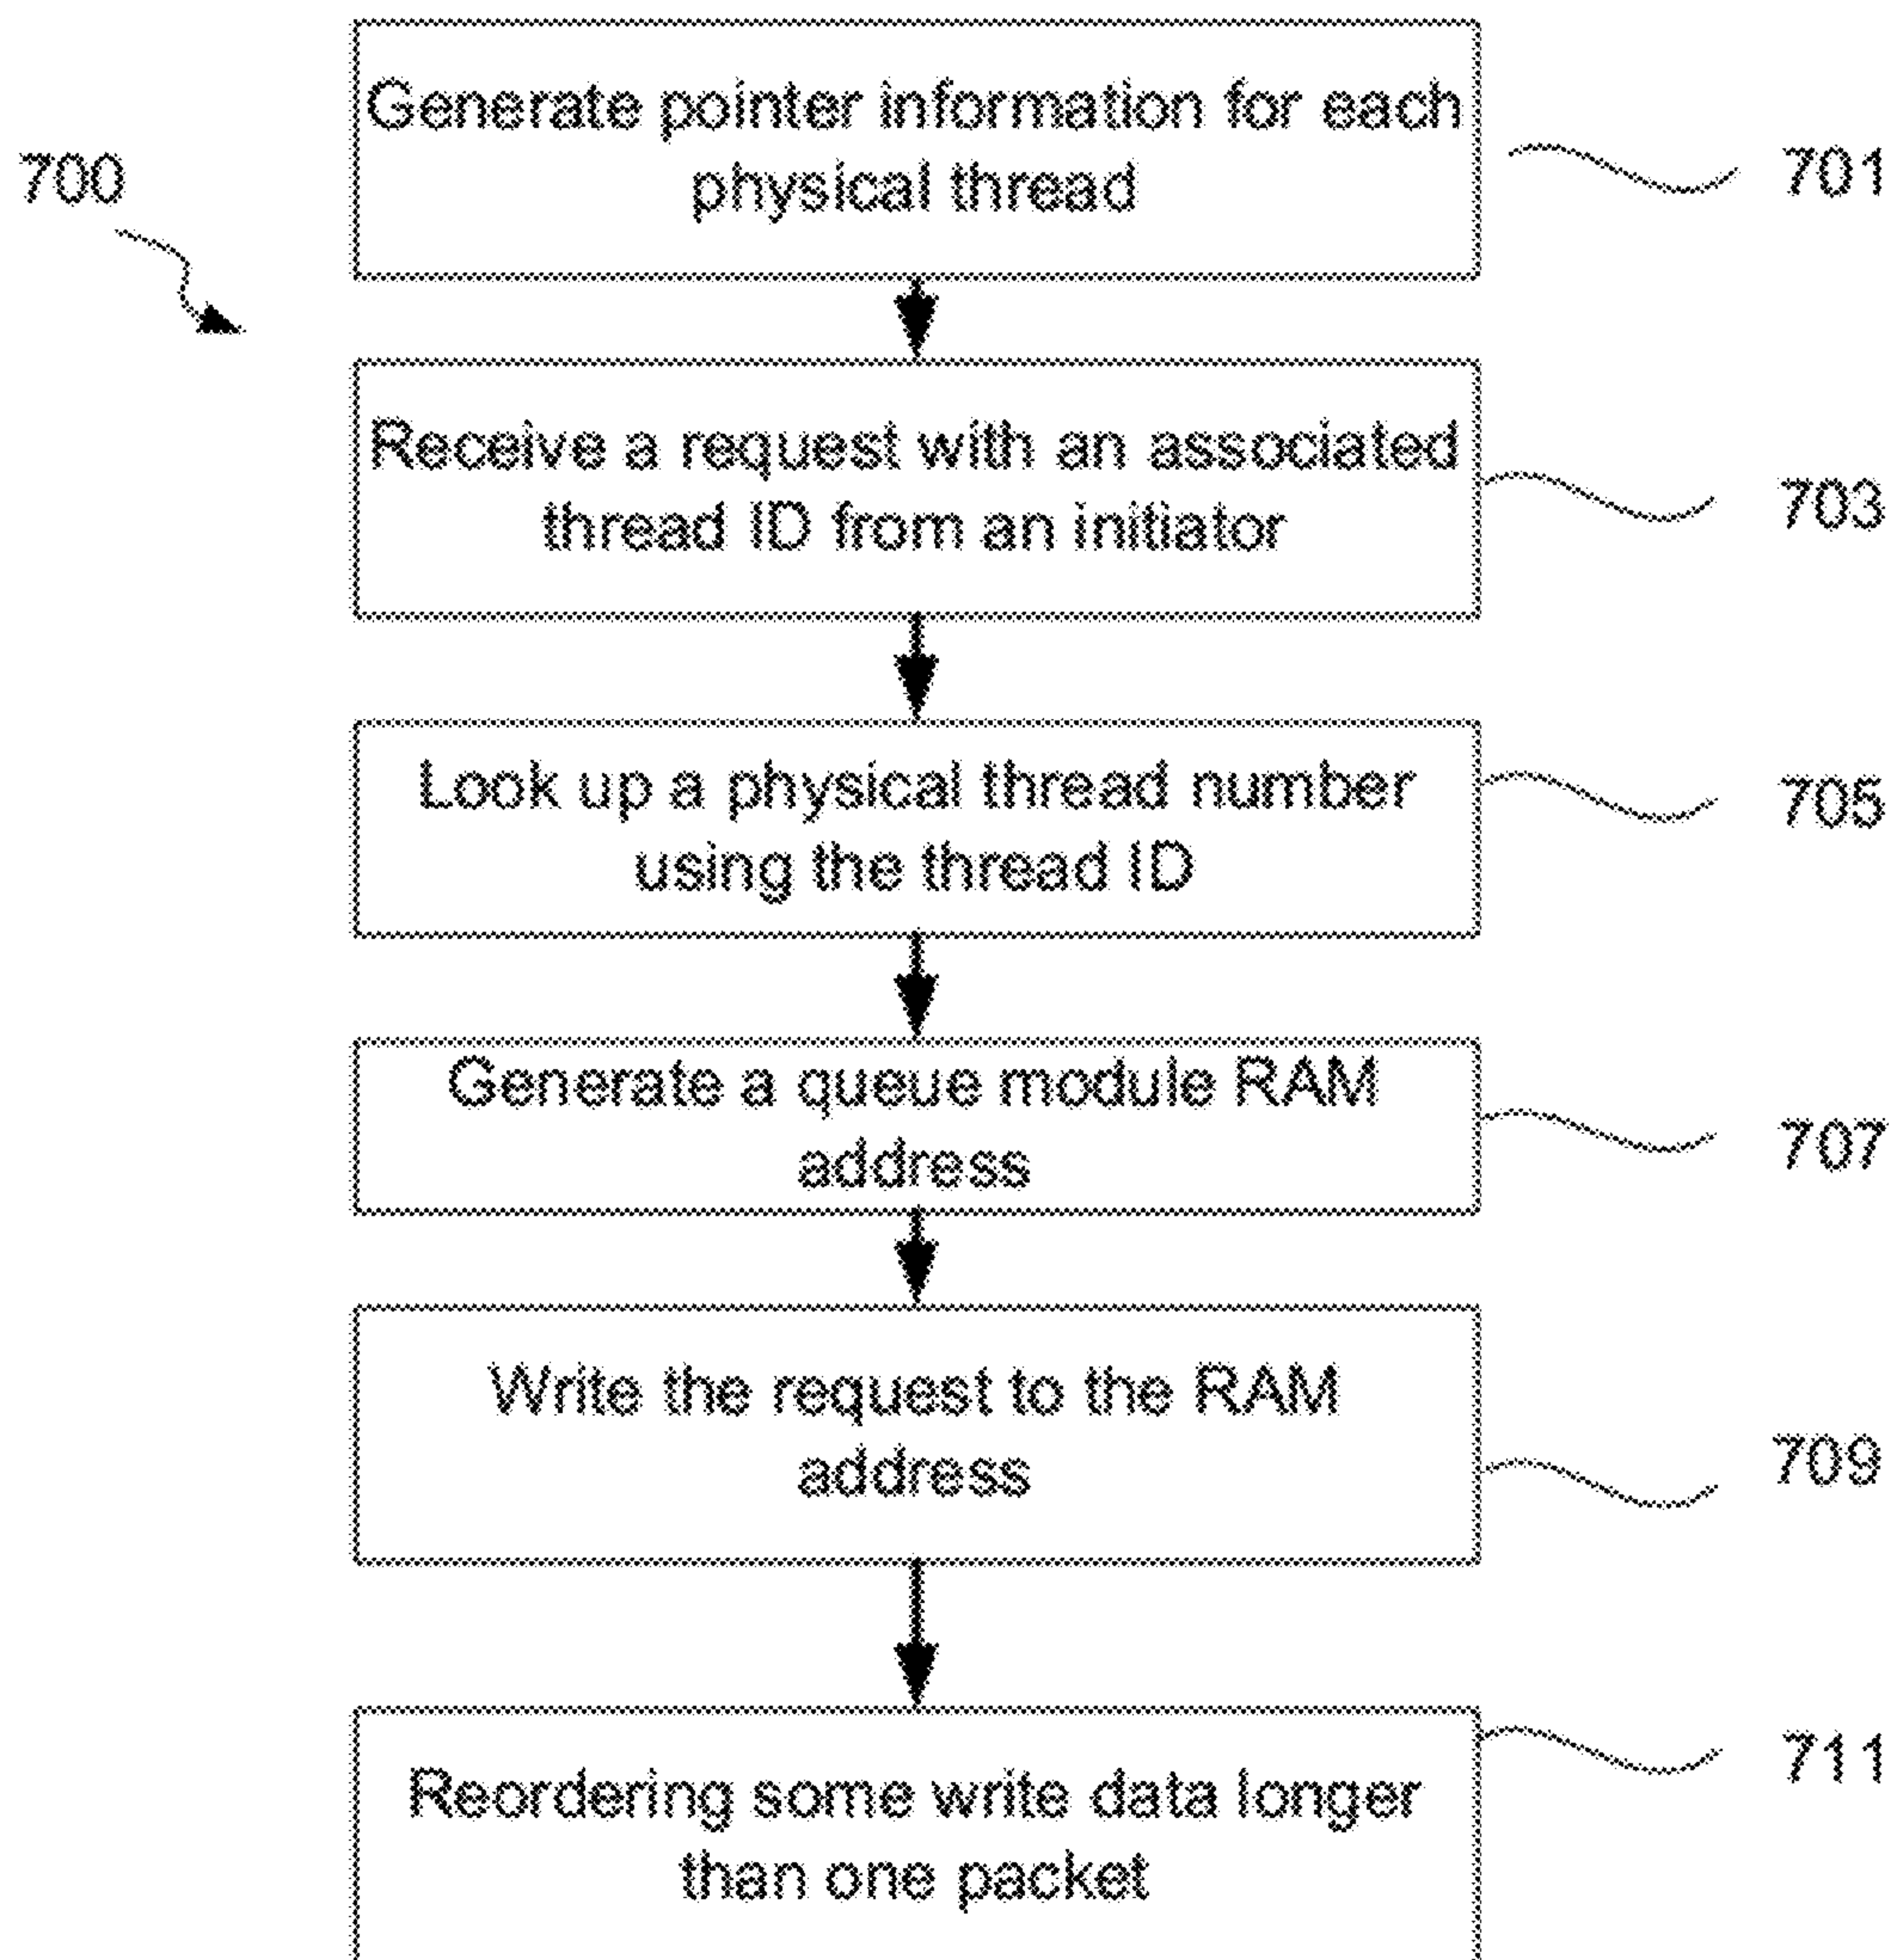 Generate pointer information for each
physical thread
700
701
Receive a request with an associated
thread ID from an initiator
703
Look up a physical thread number
using the thread ID
705
Generate a queue module RAM
address
707
Write the request to the RAM
address
709
Reordering some write data longer
than one packet
711